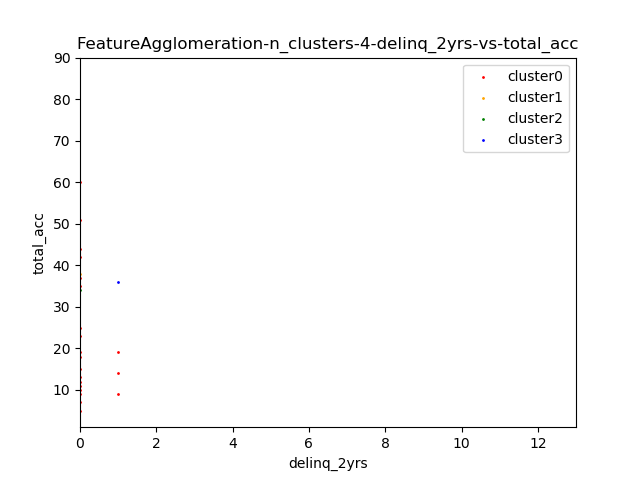 FeatureAgglomeration-n_clusters-4-delinq_2yrs-vs-total_acc
cluster0
cluster1
cluster2
cluster3
total_acc
90
80
70
60
50
40
30
20
10
0 2 4 6 8 10 12
delinq_2yrs